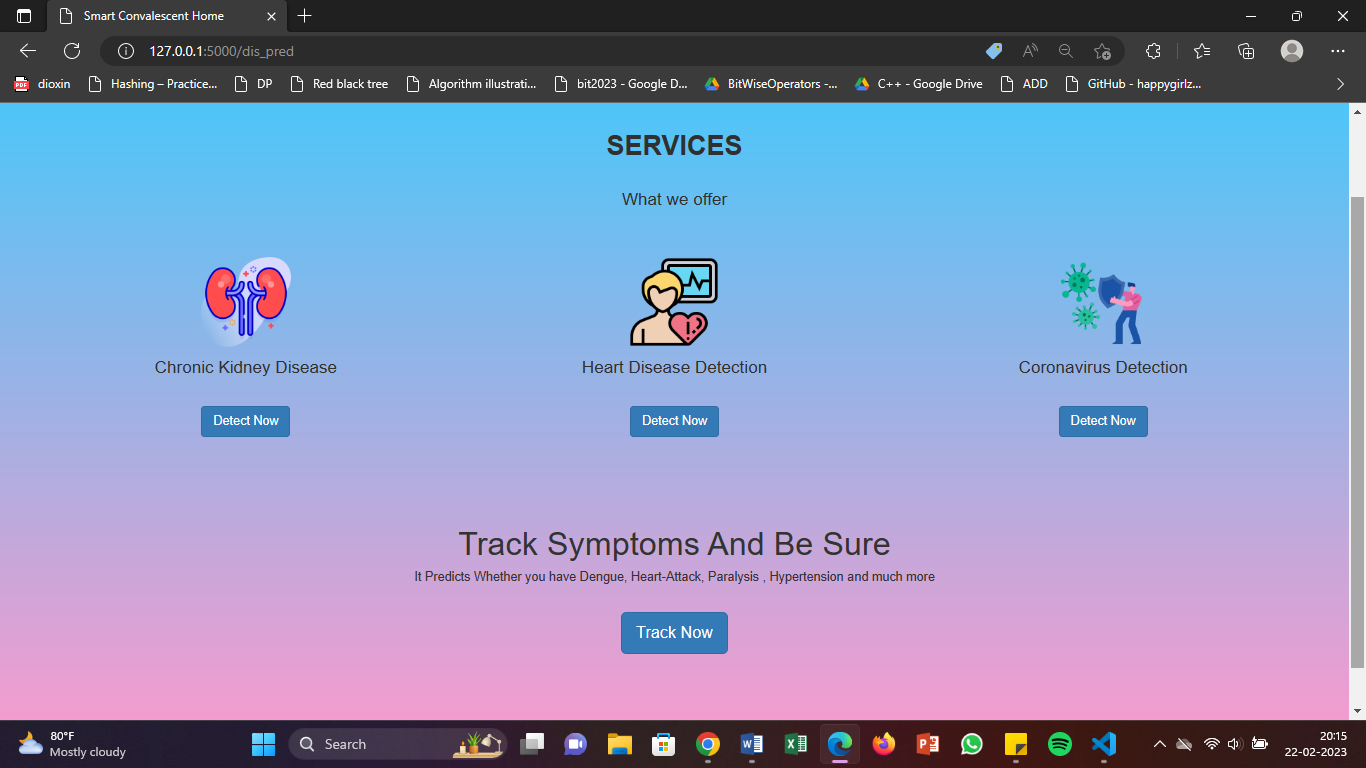 Smart Convalescent Home
127.0.0.1:5000/dis_pred
dioxin
Hashing – Practice...
DP
Red black tree
Algorithm illustrati...
bit2023 - Google D...
BitWiseOperators -...
C++ - Google Drive
ADD
GitHub - happygirlz...
SERVICES
What we offer
Chronic Kidney Disease
Heart Disease Detection
Coronavirus Detection
Detect Now
Detect Now
Detect Now
Track Symptoms And Be Sure
It Predicts Whether you have Dengue, Heart-Attack, Paralysis , Hypertension and much more
Track Now
80°F
Mostly cloudy
Search
20:15
22-02-2023